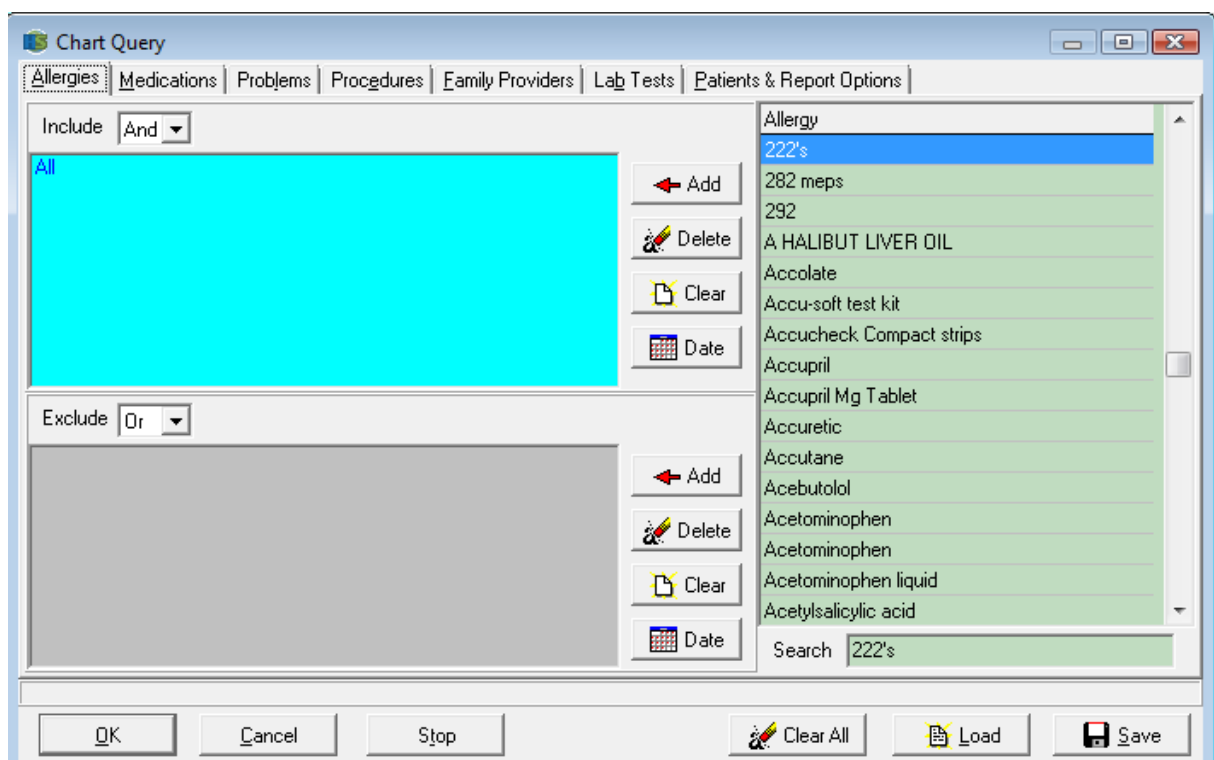 Chart Query
Allergies Medications Problems Procedures Family Providers Lab Tests Patients & Report Options
Include And
All
Add
Delete
Clear
Date
Exclude Or
Add
Delete
Clear
Date
Allergy
222's
282 meps
292
A HALIBUT LIVER OIL
Accolate
Accu-soft test kit
Accucheck Compact strips
Accupril
Accupril Mg Tablet
Accuretic
Accutane
Acebutolol
Acetominophen
Acetominophen
Acetominophen liquid
Acetylsalicylic acid
Search 222's
OK Cancel Stop Clear All Load Save